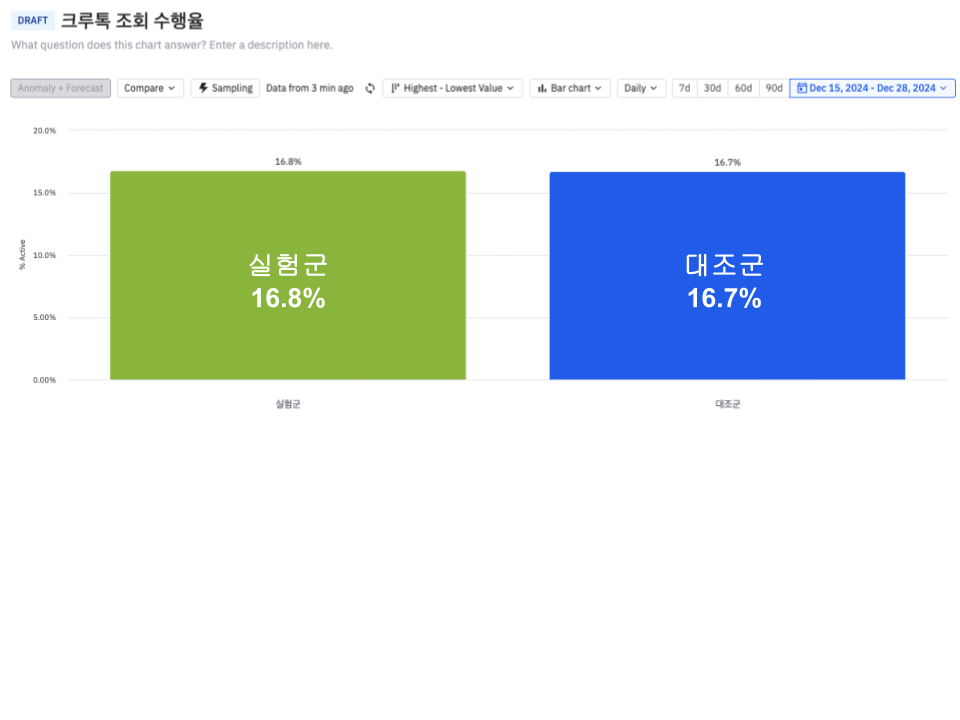 DRAFT 크루톡 조회 수행율
What question does this chart answer? Enter a description here.
Anomaly + Forecast Compare Sampling Data from 3 min ago Highest - Lowest Value Bar chart Daily 7d 30d 60d 90d Dec 15, 2024 - Dec 28, 2024
20.0%
16.8% 16.7%
15.0%
실험군 대조군
10.0%
% Active
16.8% 16.7%
5.00%
0.00%
실험군 대조군